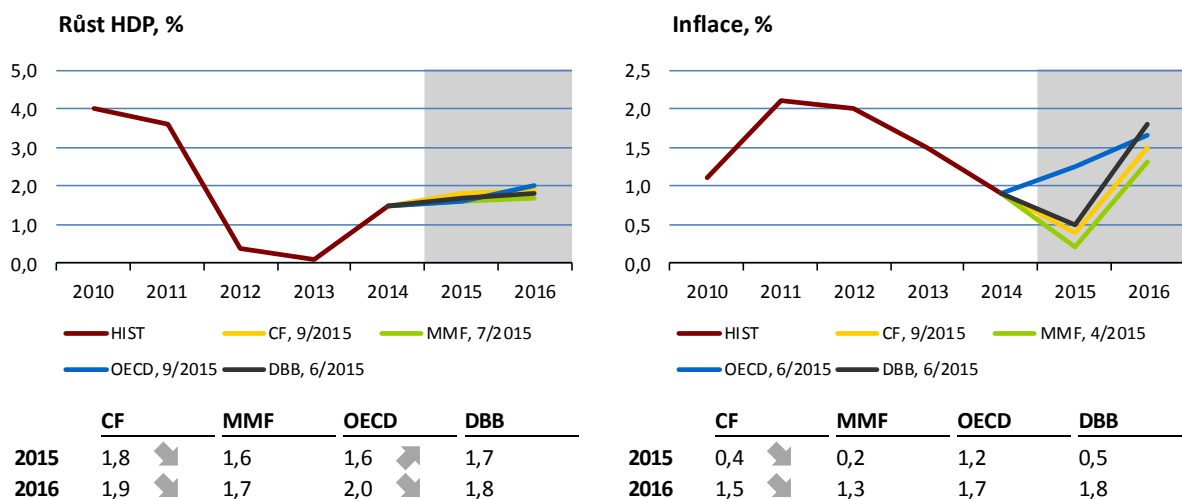 Růst HDP, %
5,0
4,0
3,0
2,0
1,0
0,0
2010 2011 2012 2013 2014 2015 2016
HIST CF, 9/2015 MMF, 7/2015
OECD, 9/2015 DBB, 6/2015
CF MMF OECD DBB
2015 1,8 1,6 1,6 1,7
2016 1,9 1,7 2,0 1,8
Inflace, %
2,5
2,0
1,5
1,0
0,5
0,0
2010 2011 2012 2013 2014 2015 2016
HIST CF, 9/2015 MMF, 4/2015
OECD, 6/2015 DBB, 6/2015
CF MMF OECD DBB
2015 0,4 0,2 1,2 0,5
2016 1,5 1,3 1,7 1,8